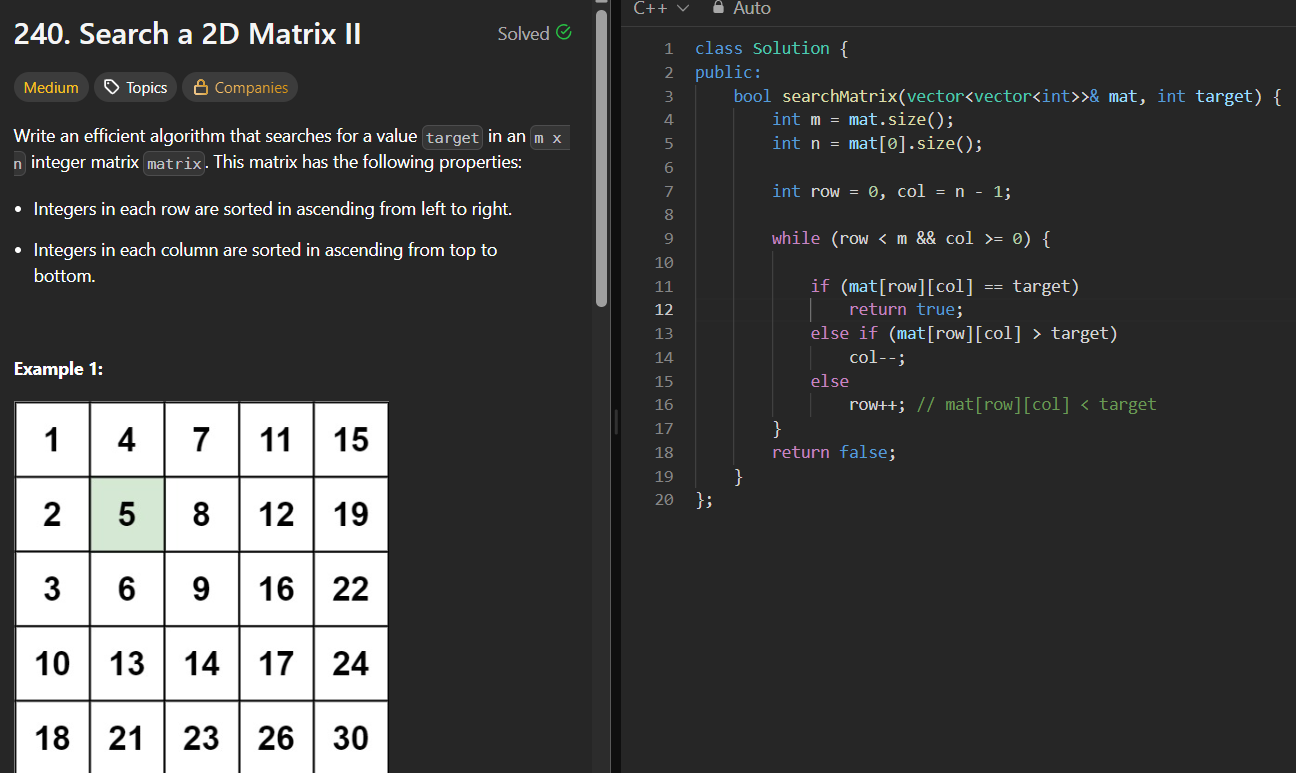 240. Search a 2D Matrix II
Solved
Medium
Topics
Companies
Write an efficient algorithm that searches for a value target in an m x
n integer matrix matrix. This matrix has the following properties:
• Integers in each row are sorted in ascending from left to right.
• Integers in each column are sorted in ascending from top to
bottom.
Example 1:
1 4 7 11 15
2 5 8 12 19
3 6 9 16 22
10 13 14 17 24
18 21 23 26 30
C++
Auto
1 class Solution {
2 public:
3     bool searchMatrix(vector<vector<int>>& mat, int target) {
4         int m = mat.size();
5         int n = mat[0].size();
6
7         int row = 0, col = n - 1;
8
9         while (row < m && col >= 0) {
10
11             if (mat[row][col] == target)
12                 return true;
13             else if (mat[row][col] > target)
14                 col--;
15             else
16                 row++; // mat[row][col] < target
17         }
18         return false;
19     }
20 };